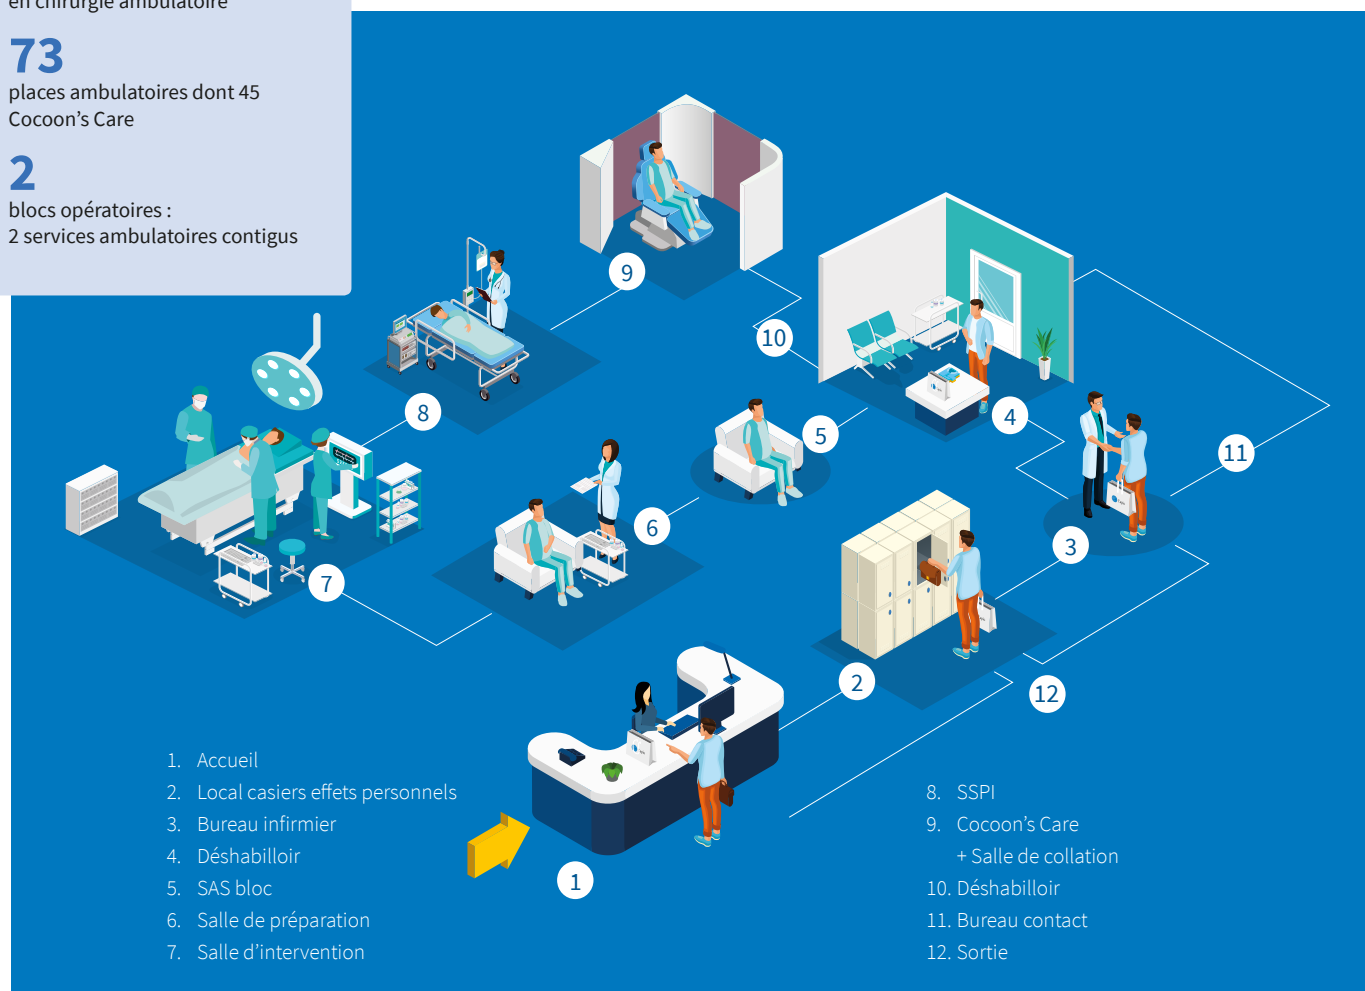 en chirurgie ambulatoire
73
places ambulatoires dont 45
Cocoon's Care
2
blocs opératoires :
2 services ambulatoires contigus
9
10
8
5
4
11
6
3
7
2
12
1
1. Accueil
2. Local casiers effets personnels
3. Bureau infirmier
4. Déshabilloir
5. SAS bloc
6. Salle de préparation
7. Salle d'intervention
8. SSPI
9. Cocoon's Care
+ Salle de collation
10. Déshabilloir
11. Bureau contact
12. Sortie